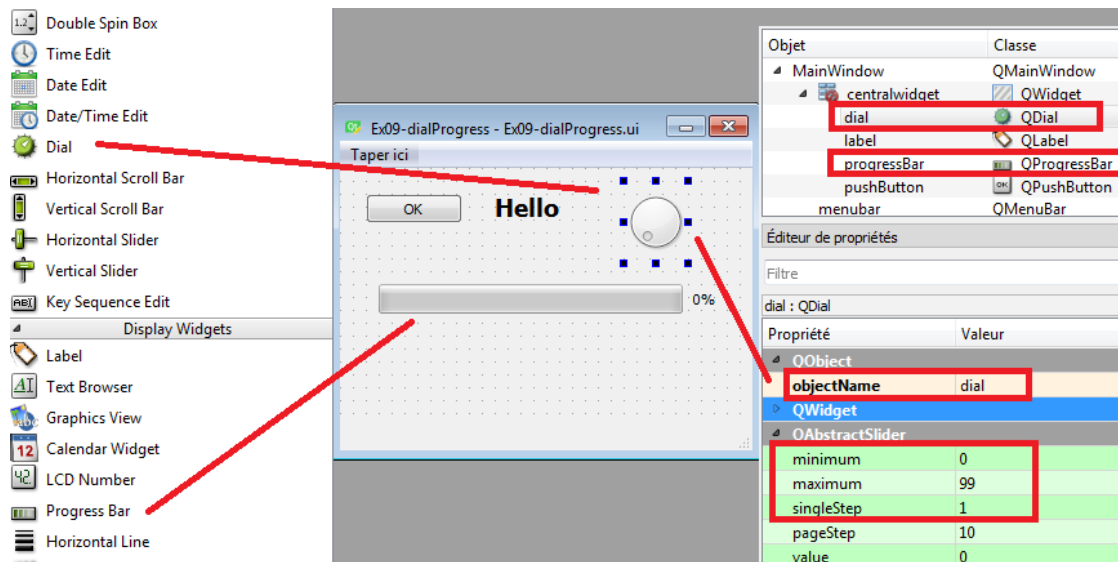 Double Spin Box
Time Edit
Date Edit
Date/Time Edit
Dial
Horizontal Scroll Bar
Vertical Scroll Bar
Horizontal Slider
Vertical Slider
Key Sequence Edit
Display Widgets
Label
Text Browser
Graphics View
Calendar Widget
LCD Number
Progress Bar
Horizontal Line
Ex09-dialProgress - Ex09-dialProgress.ui
Taper ici
OK
Hello
0%
Objet Classe
MainWindow QMainWindow
centralwidget QWidget
dial QDial
label QLabel
progressBar QProgressBar
pushButton QPushButton
menubar QMenuBar
Éditeur de propriétés
Filtre
dial : QDial
Propriété Valeur
QObject
objectName dial
QWidget
QAbstractSlider
minimum 0
maximum 99
singleStep 1
pageStep 10
value 0